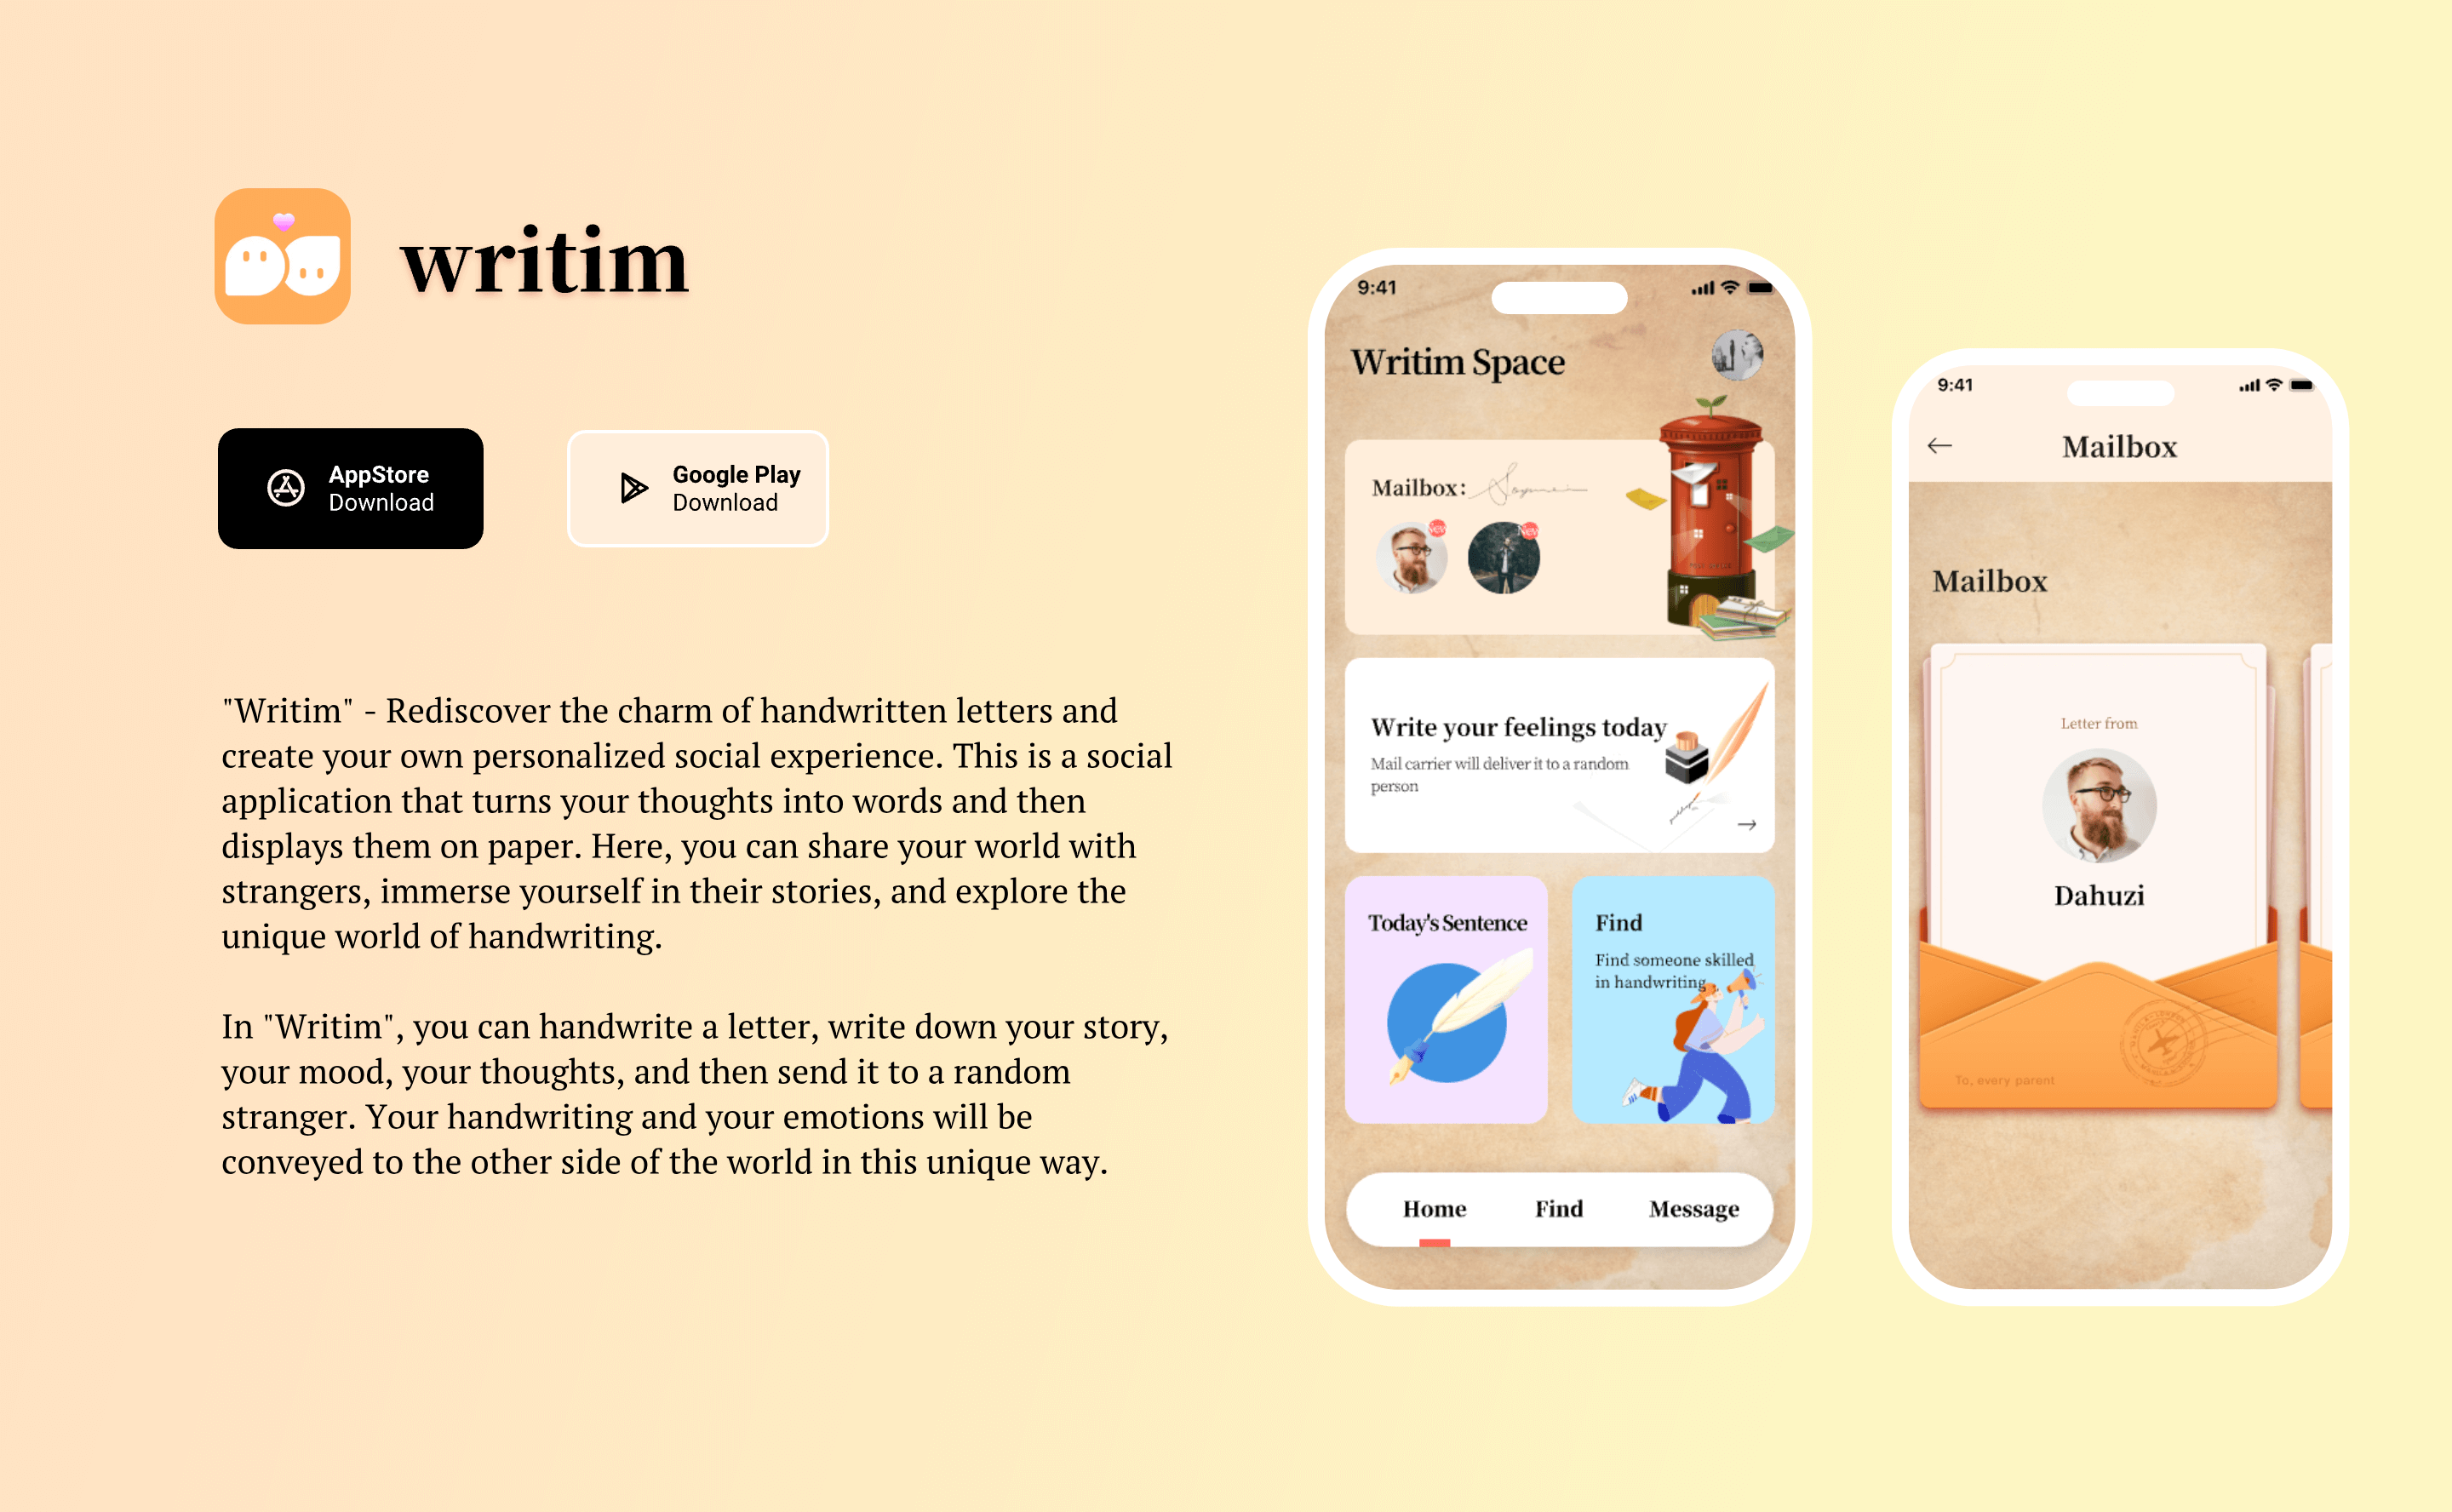 writim
AppStore
Download
Google Play
Download
"Writim" - Rediscover the charm of handwritten letters and
create your own personalized social experience. This is a social
application that turns your thoughts into words and then
displays them on paper. Here, you can share your world with
strangers, immerse yourself in their stories, and explore the
unique world of handwriting.
In "Writim", you can handwrite a letter, write down your story,
your mood, your thoughts, and then send it to a random
stranger. Your handwriting and your emotions will be
conveyed to the other side of the world in this unique way.
9:41
Writim Space
Mailbox:
New
New
Write your feelings today
Mail carrier will deliver it to a random
person
Today's Sentence
Find
Find someone skilled
in handwriting
Home
Find
Message
9:41
Mailbox
Mailbox
Letter from
Dahuzi
To, every parent